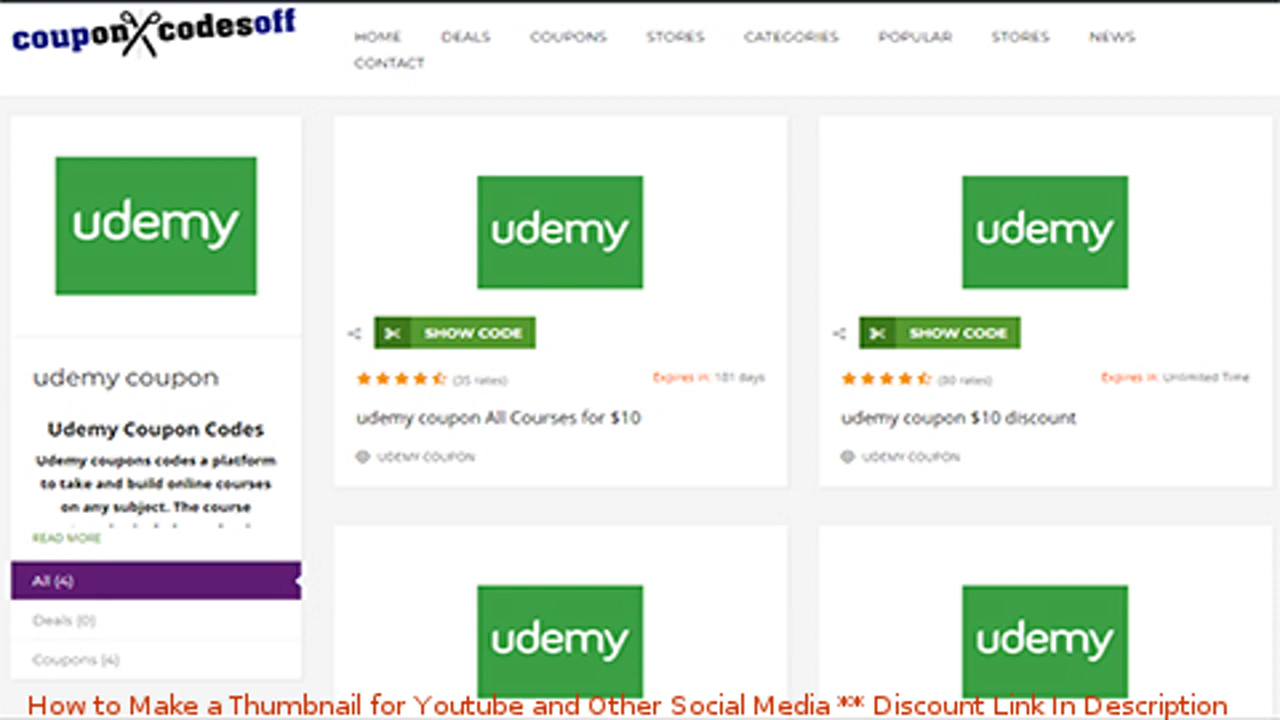 couponcodesoff
HOME DEALS COUPONS STORES CATEGORIES POPULAR STORES NEWS
CONTACT
udemy
udemy coupon
Udemy Coupon Codes
Udemy coupons codes a platform
to take and build online courses
on any subject. The course
READ MORE
All (4)
Deals (0)
Coupons (4)
udemy
SHOW CODE
(35 rates) Expires in: 181 days
udemy coupon All Courses for $10
UDEMY COUPON
udemy
SHOW CODE
(80 rates) Expires in: Unlimited Time
udemy coupon $10 discount
UDEMY COUPON
udemy
udemy
How to Make a Thumbnail for Youtube and Other Social Media ** Discount Link In Description